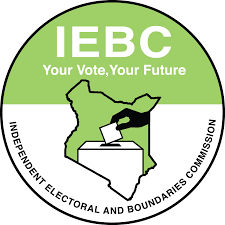 IEBC
Your Vote,Your Future
INDEPENDENT ELECTORAL AND BOUNDARIES COMMISSION